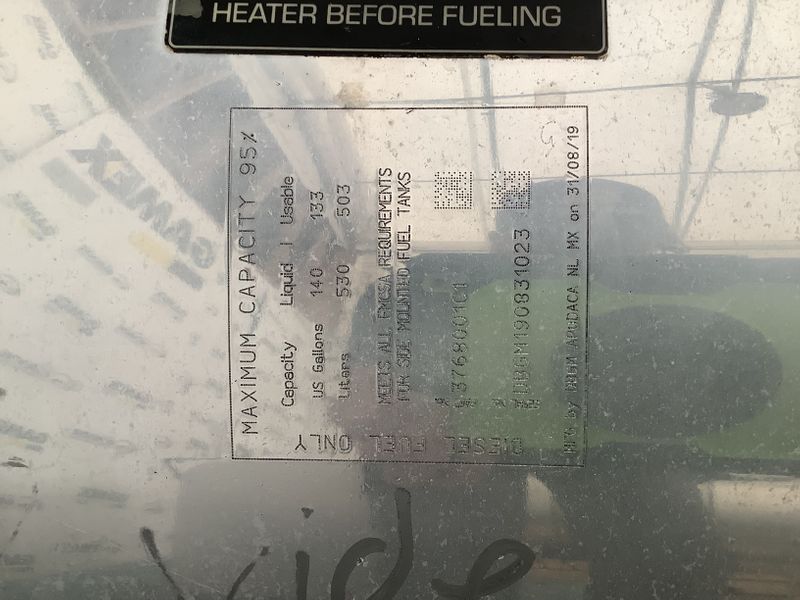 HEATER BEFORE FUELING
MAXIMUM CAPACITY 95%
Capacity Liquid | Usable
US Gallons 140 133
Liters 530 503
MEETS ALL FMCSA REQUIREMENTS
FOR SIDE MOUNTED FUEL TANKS
DBGM190831023
MFG by DBGM APODACA NL MX on 31/08/19
DIESEL FUEL ONLY
GAMEX
vide